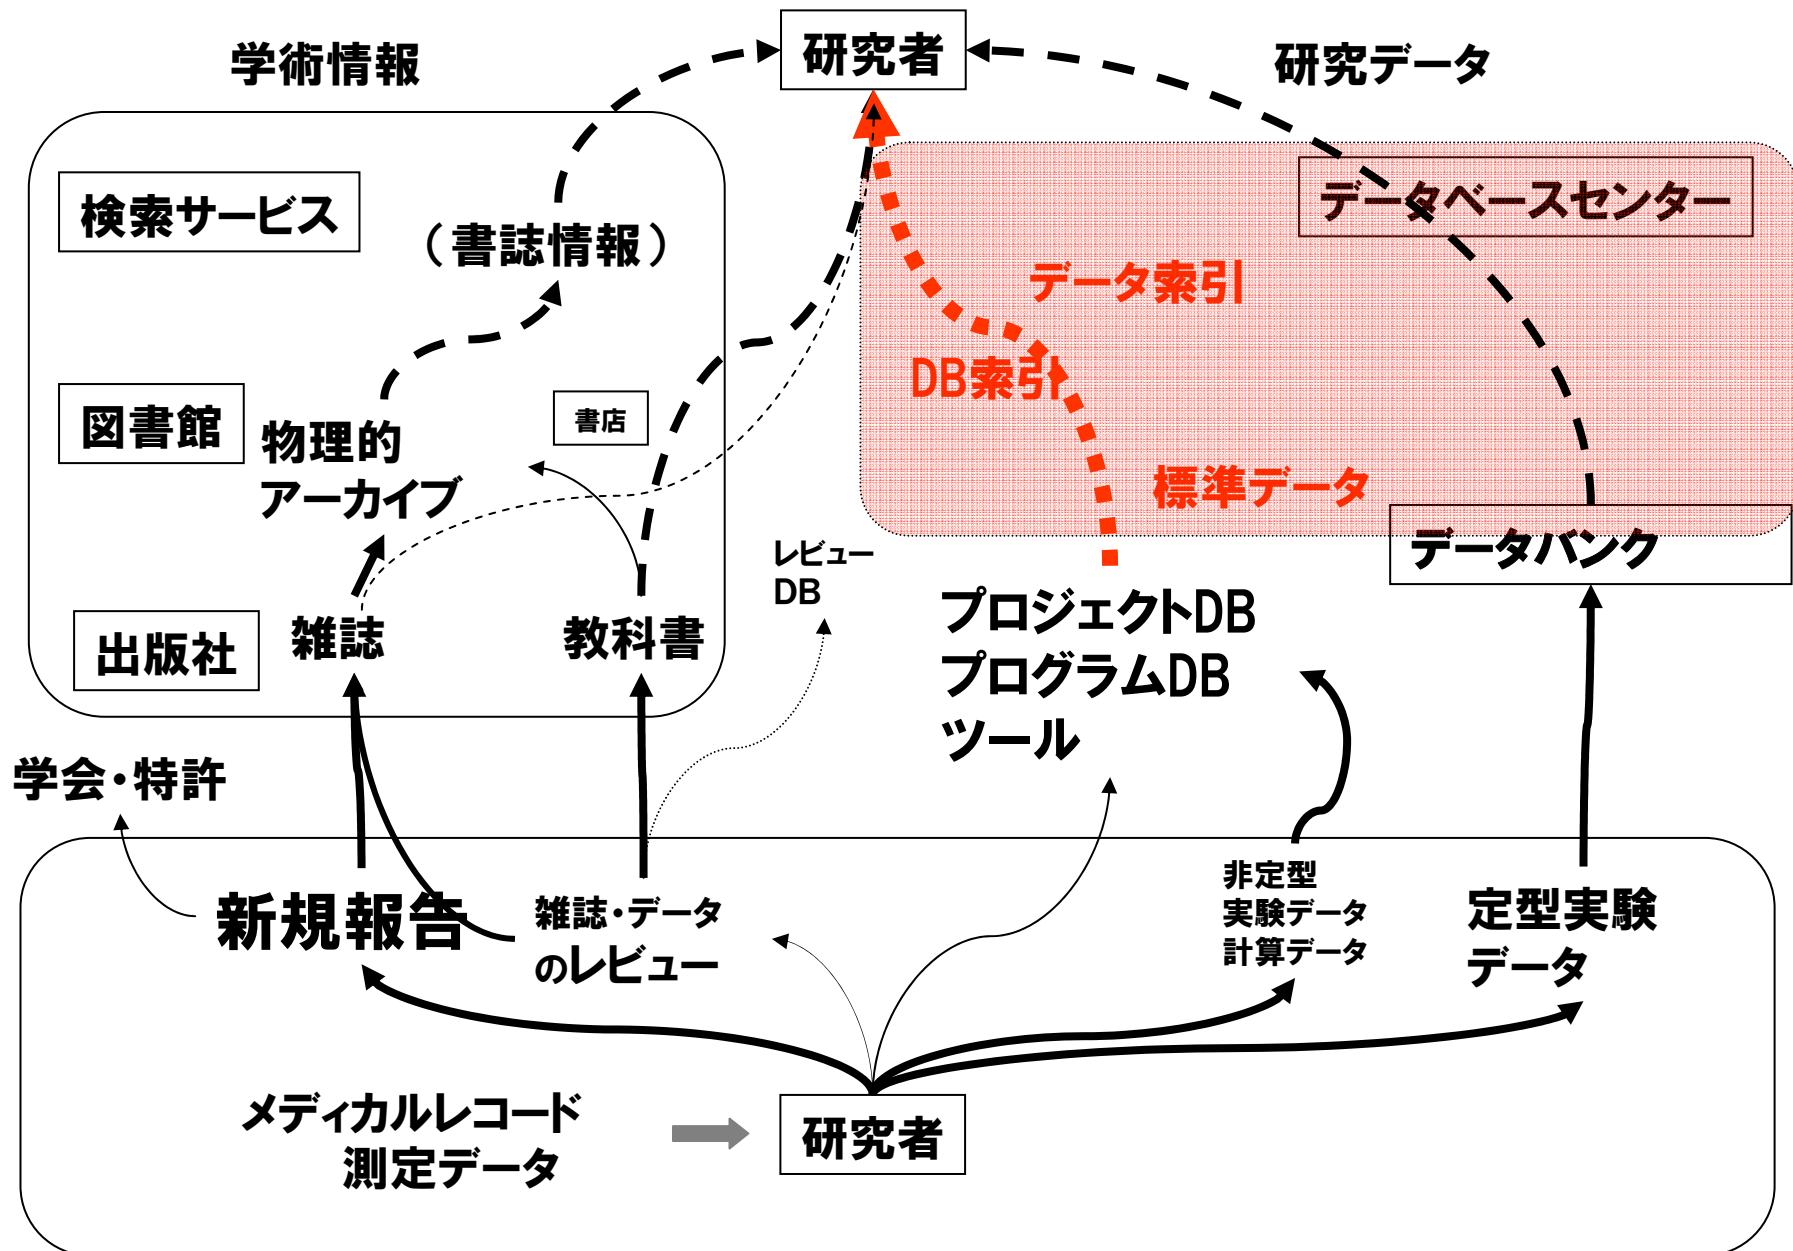 研究者
学術情報
研究データ
検索サービス
（書誌情報）
データベースセンター
データ索引
DB索引
図書館
書店
物理的
アーカイブ
標準データ
データバンク
レビュー
DB
出版社
雑誌
教科書
プロジェクトDB
プログラムDB
ツール
学会・特許
新規報告
雑誌・データ
のレビュー
非定型
実験データ
計算データ
定型実験
データ
メディカルレコード
測定データ
研究者